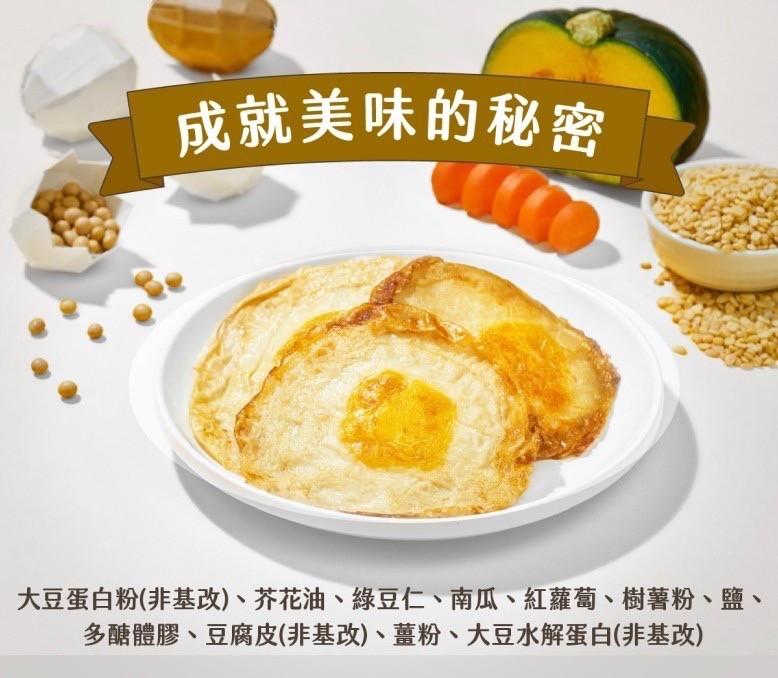 成就美味的秘密
大豆蛋白粉(非基改)、芥花油、綠豆仁、南瓜、紅蘿蔔、樹薯粉、鹽、
多醣體膠、豆腐皮(非基改)、薑粉、大豆水解蛋白(非基改)